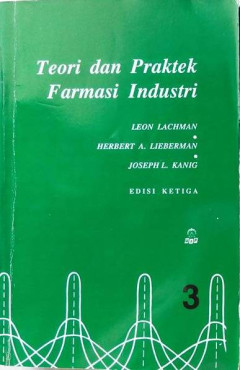 Teori dan Praktek
Farmasi Industri
LEON LACHMAN
HERBERT A. LIEBERMAN
JOSEPH L. KANIG
EDISI KETIGA
3